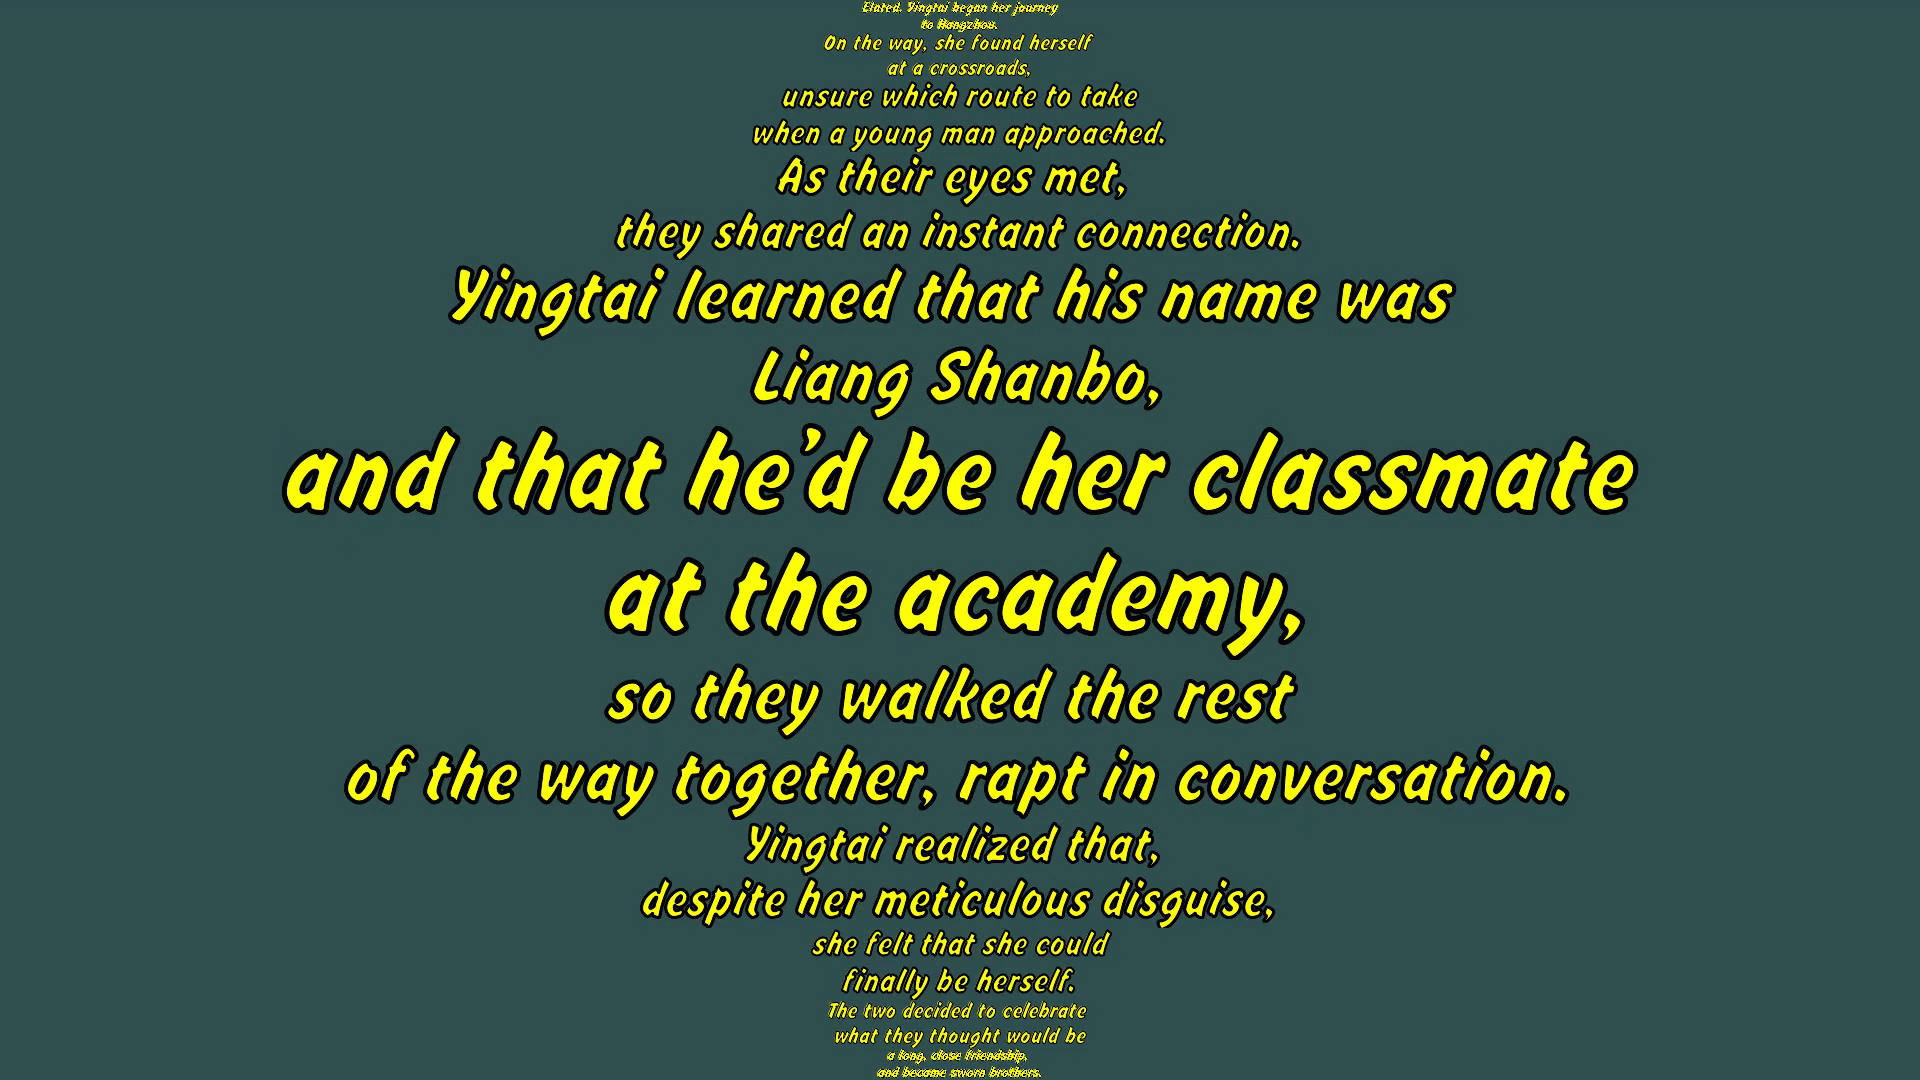 Elated, Yingtai began her journey
to Hangzhou.
On the way, she found herself
at a crossroads,
unsure which route to take
when a young man approached.
As their eyes met,
they shared an instant connection.
Yingtai learned that his name was
Liang Shanbo,
and that he’d be her classmate
at the academy,
so they walked the rest
of the way together, rapt in conversation.
Yingtai realized that,
despite her meticulous disguise,
she felt that she could
finally be herself.
The two decided to celebrate
what they thought would be
a long, close friendship,
and became sworn brothers.